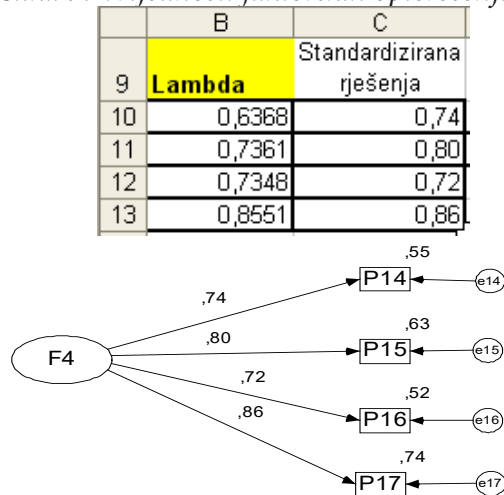 B C
9 Lambda Standardizirana
rješenja
10 0,6368 0,74
11 0,7361 0,80
12 0,7348 0,72
13 0,8551 0,86
,55
,74 P14 e14
,63
,80 P15 e15
F4
,72 ,52
P16 e16
,86
,74
P17 e17